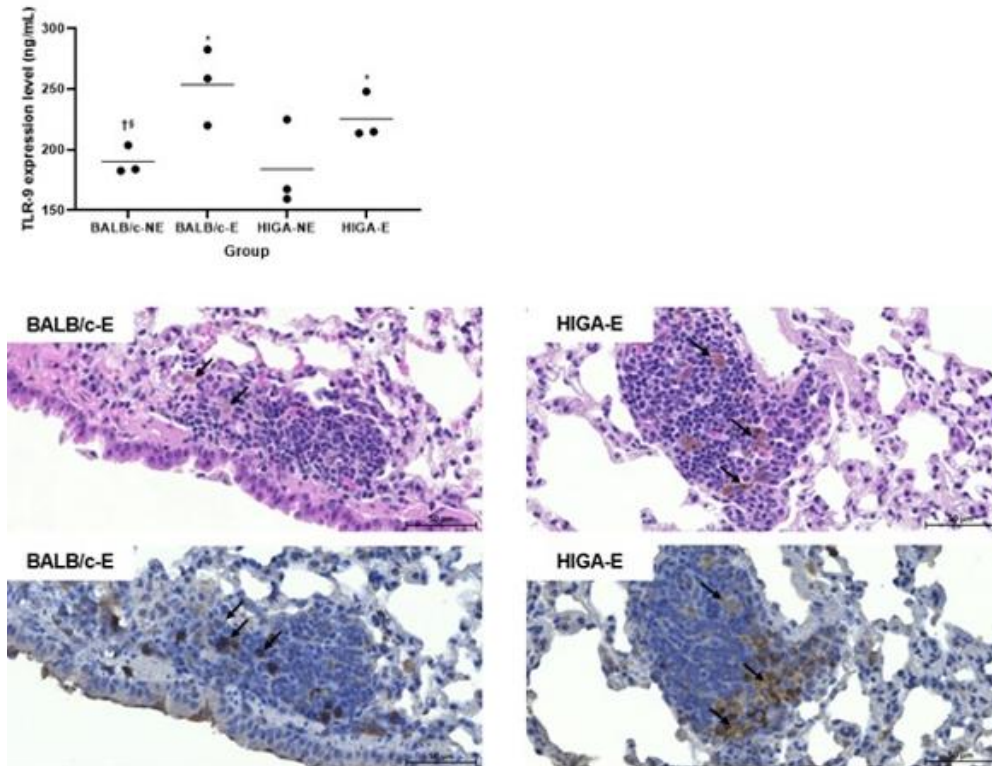 TLR-9 expression level (ng/mL)
300
250
200
150
†§
*
*
BALB/c-NE BALB/c-E HIGA-NE HIGA-E
Group
BALB/c-E
HIGA-E
BALB/c-E
HIGA-E